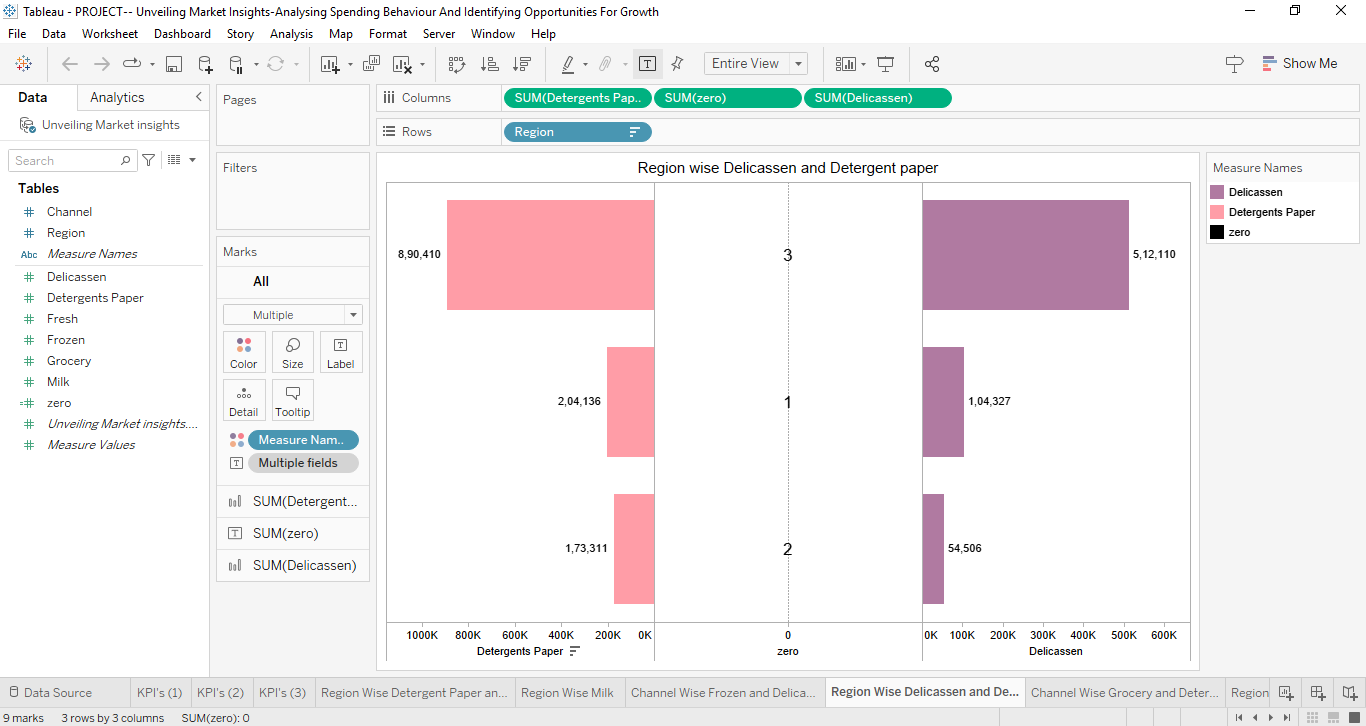 Tableau - PROJECT-- Unveiling Market Insights-Analysing Spending Behaviour And Identifying Opportunities For Growth
File Data Worksheet Dashboard Story Analysis Map Format Server Window Help
Entire View
Show Me
Data Analytics
Unveiling Market insights
Search
Tables
Channel
Region
Abc Measure Names
Delicassen
Detergents Paper
Fresh
Frozen
Grocery
Milk
zero
Unveiling Market insights....
Measure Values
Pages
Filters
Marks
All
Multiple
Color Size Label
Detail Tooltip
Measure Nam..
Multiple fields
SUM(Detergent...
SUM(zero)
SUM(Delicassen)
Columns SUM(Detergents Pap.. SUM(zero) SUM(Delicassen)
Rows Region
Region wise Delicassen and Detergent paper
8,90,410 3 5,12,110
2,04,136 1 1,04,327
1,73,311 2 54,506
1000K 800K 600K 400K 200K 0K 0 0K 100K 200K 300K 400K 500K 600K
Detergents Paper zero Delicassen
Measure Names
Delicassen
Detergents Paper
zero
Data Source KPI's (1) KPI's (2) KPI's (3) Region Wise Detergent Paper an... Region Wise Milk Channel Wise Frozen and Delica... Region Wise Delicassen and De... Channel Wise Grocery and Deter... Region
9 marks 3 rows by 3 columns SUM(zero): 0